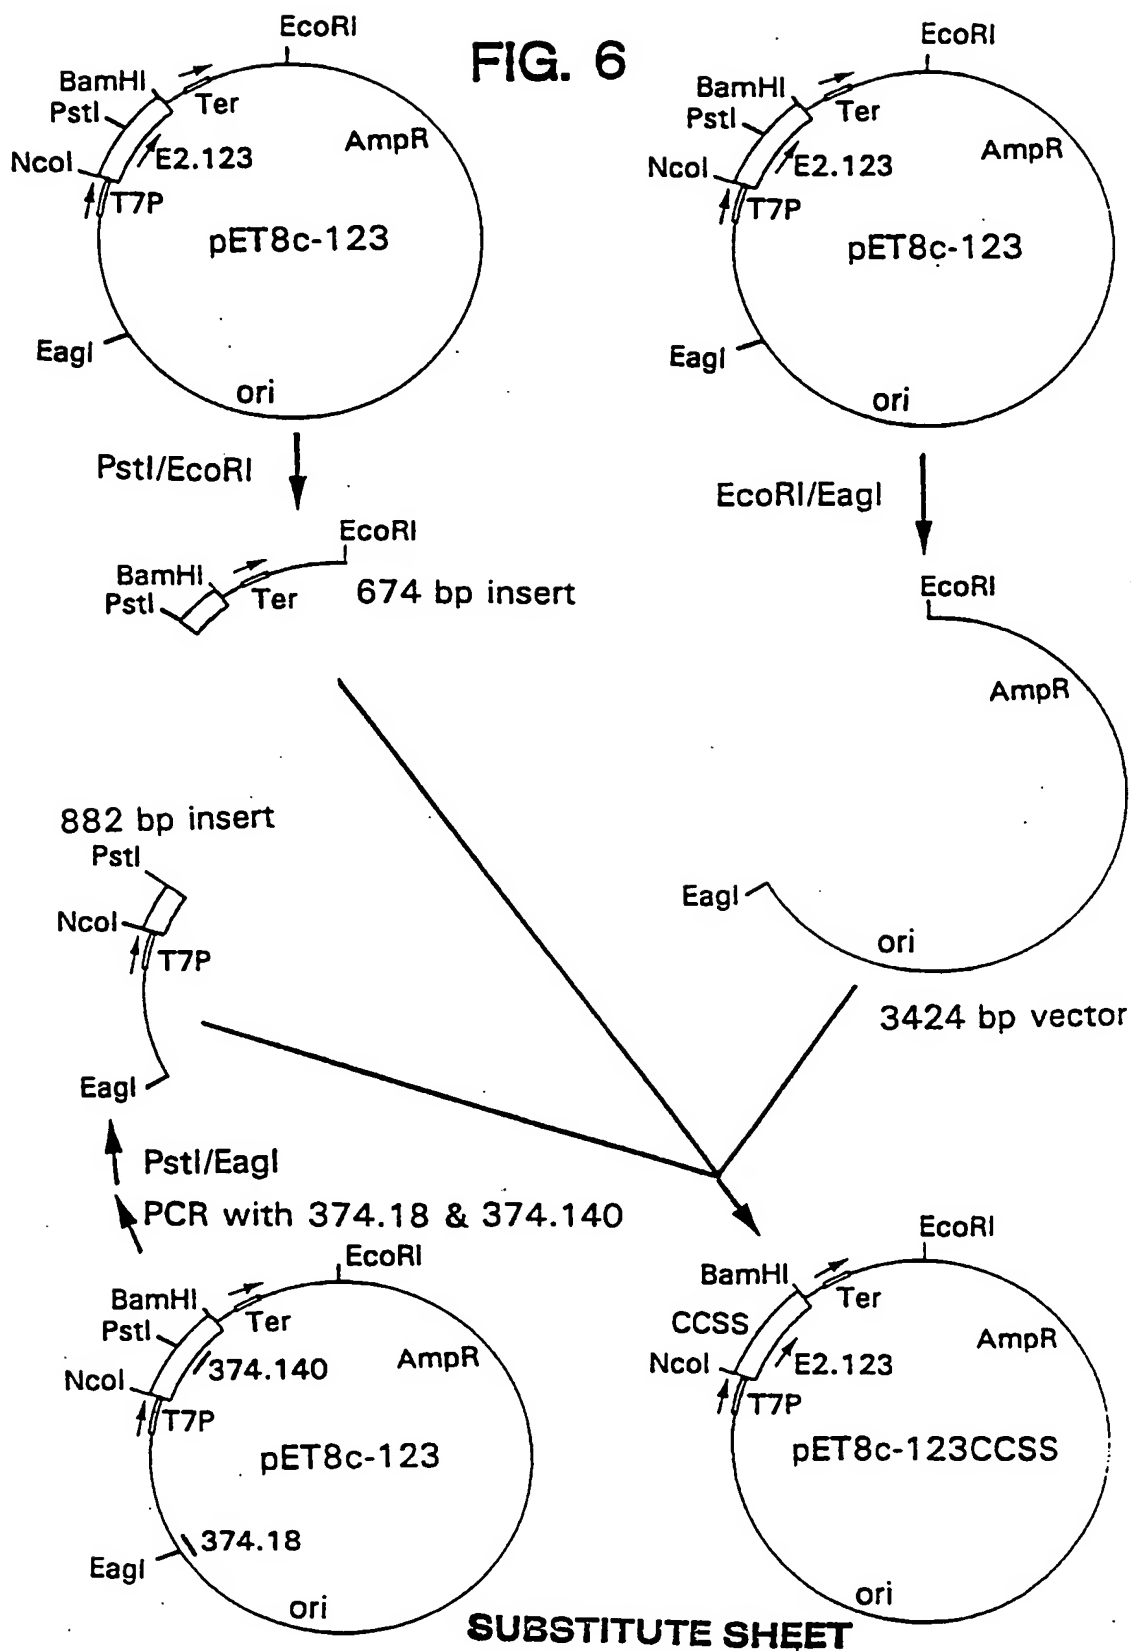 FIG. 6
EcoRI
BamHI
PstI
Ter
NcoI
E2.123
AmpR
T7P
pET8c-123
EagI
ori
EcoRI
BamHI
PstI
Ter
NcoI
E2.123
AmpR
T7P
pET8c-123
EagI
ori
PstI/EcoRI
EcoRI/EagI
EcoRI
BamHI
PstI
Ter
674 bp insert
EcoRI
AmpR
EagI
ori
3424 bp vector
882 bp insert
PstI
NcoI
T7P
EagI
PstI/EagI
PCR with 374.18 & 374.140
EcoRI
BamHI
PstI
Ter
374.140
NcoI
AmpR
T7P
pET8c-123
374.18
EagI
ori
EcoRI
BamHI
Ter
CCSS
AmpR
NcoI
E2.123
T7P
pET8c-123CCSS
ori
SUBSTITUTE SHEET